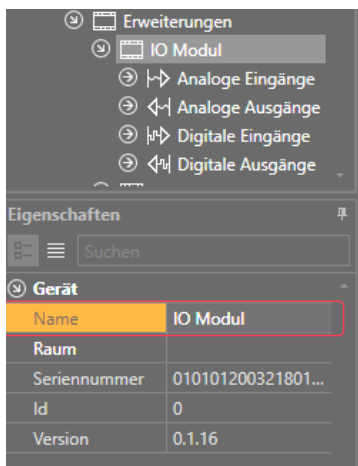 Erweiterungen
IO Modul
Analoge Eingänge
Analoge Ausgänge
Digitale Eingänge
Digitale Ausgänge
Eigenschaften
Suchen
Gerät
Name IO Modul
Raum
Seriennummer 010101200321801...
Id 0
Version 0.1.16